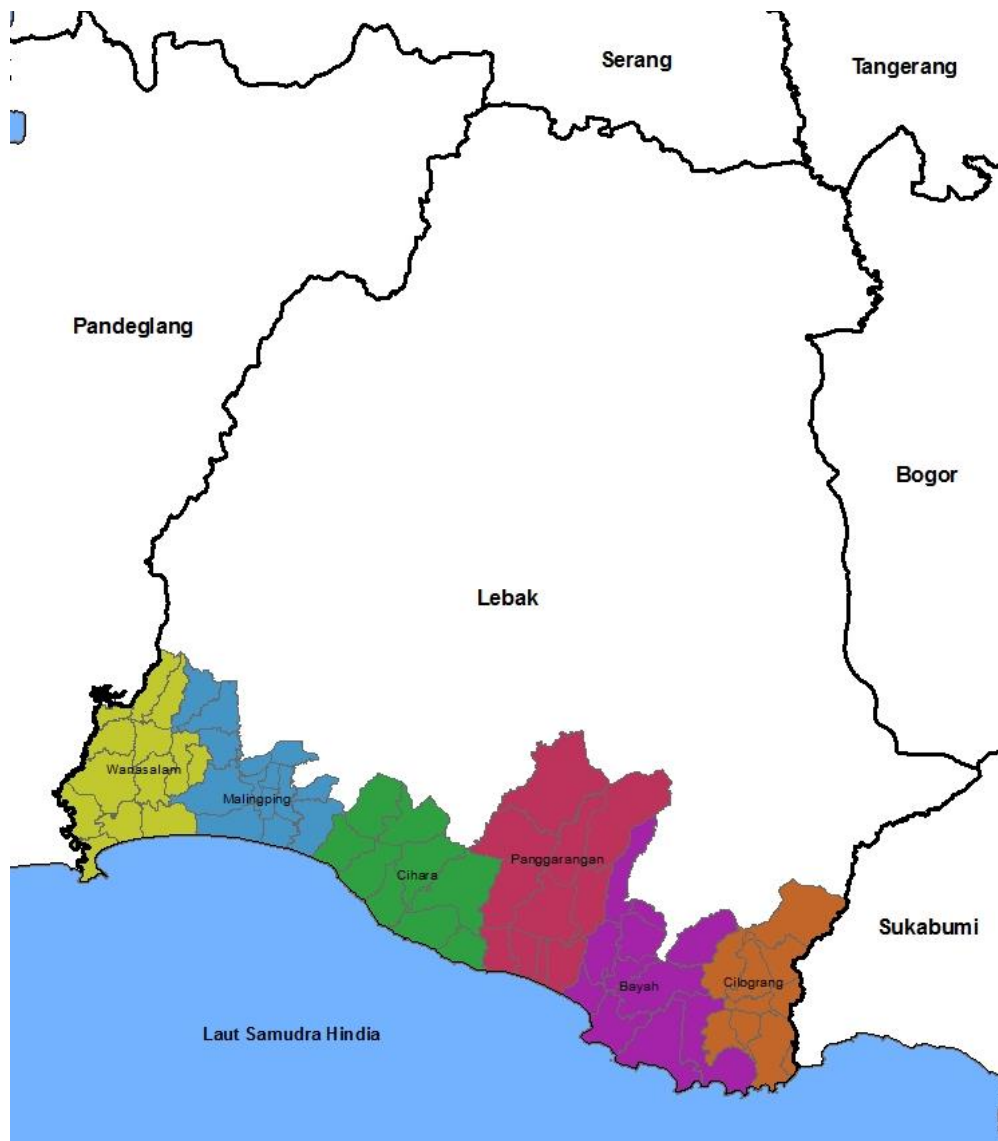 Serang
Tangerang
Pandeglang
Bogor
Lebak
Wanasalam
Malingping
Panggarangan
Cihara
Sukabumi
Cilograng
Bayah
Laut Samudra Hindia